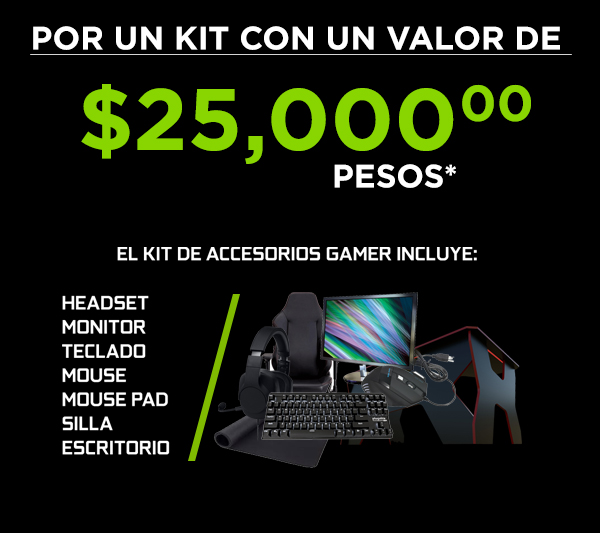 POR UN KIT CON UN VALOR DE
$25,000⁰⁰
PESOS*
EL KIT DE ACCESORIOS GAMER INCLUYE:
HEADSET
MONITOR
TECLADO
MOUSE
MOUSE PAD
SILLA
ESCRITORIO